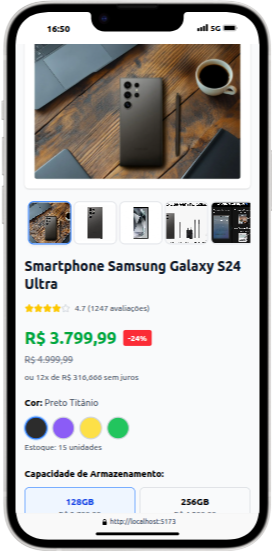 16:50
5G
Smartphone Samsung Galaxy S24
Ultra
4.7 (1247 avaliações)
R$ 3.799,99 -24%
R$ 4.999,99
ou 12x de R$ 316,666 sem juros
Cor: Preto Titânio
Estoque: 15 unidades
Capacidade de Armazenamento:
128GB 256GB
http://localhost:5173